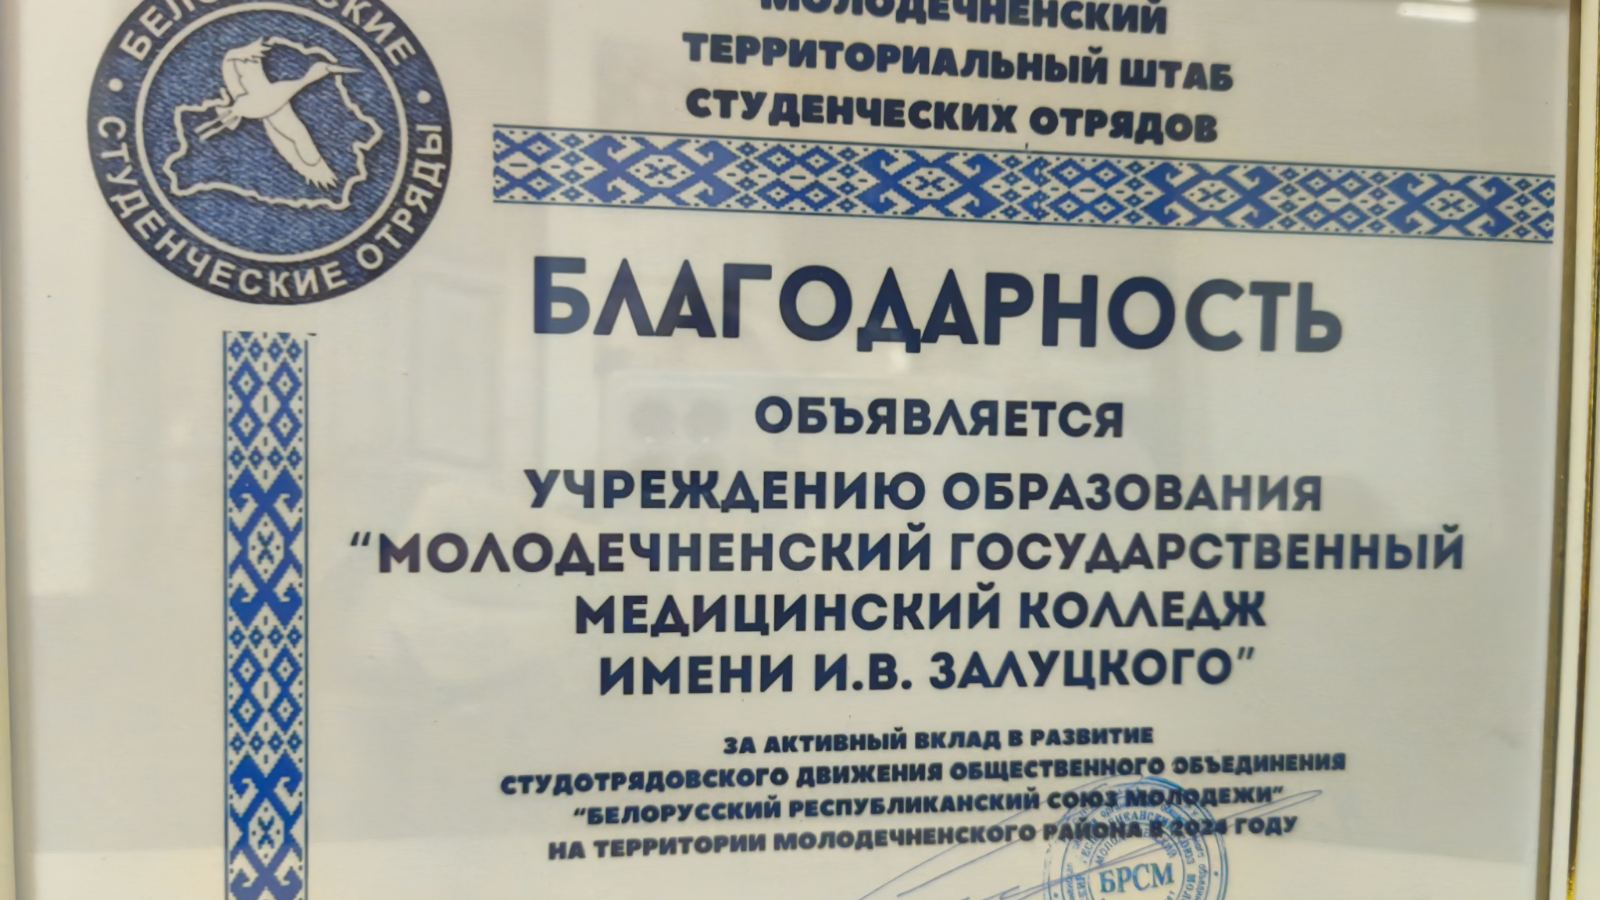 БЕЛОРУССКИЕ
СТУДЕНЧЕСКИЕ ОТРЯДЫ
МОЛОДЕЧНЕНСКИЙ
ТЕРРИТОРИАЛЬНЫЙ ШТАБ
СТУДЕНЧЕСКИХ ОТРЯДОВ
БЛАГОДАРНОСТЬ
ОБЪЯВЛЯЕТСЯ
УЧРЕЖДЕНИЮ ОБРАЗОВАНИЯ
“МОЛОДЕЧНЕНСКИЙ ГОСУДАРСТВЕННЫЙ
МЕДИЦИНСКИЙ КОЛЛЕДЖ
ИМЕНИ И.В. ЗАЛУЦКОГО”
ЗА АКТИВНЫЙ ВКЛАД В РАЗВИТИЕ
СТУДОТРЯДОВСКОГО ДВИЖЕНИЯ ОБЩЕСТВЕННОГО ОБЪЕДИНЕНИЯ
“БЕЛОРУССКИЙ РЕСПУБЛИКАНСКИЙ СОЮЗ МОЛОДЕЖИ”
НА ТЕРРИТОРИИ МОЛОДЕЧНЕНСКОГО РАЙОНА В 2024 ГОДУ
БРСМ